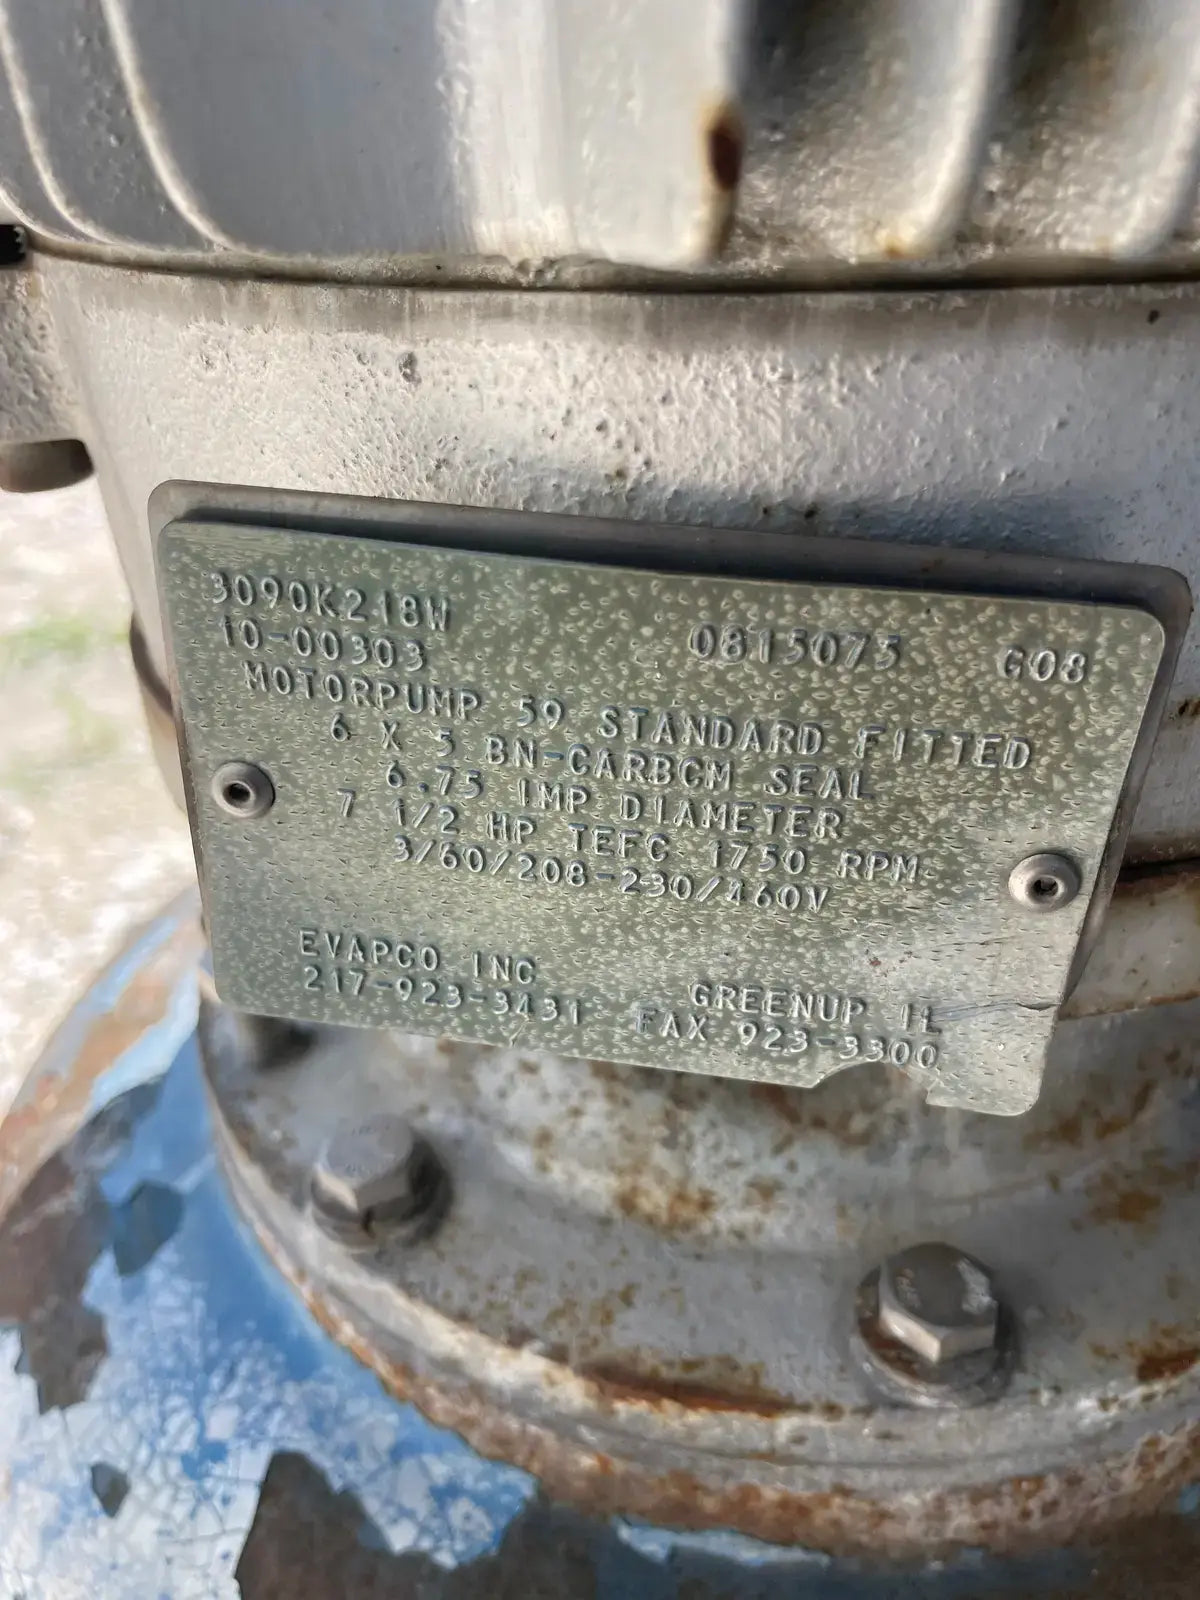 3090K218W
10-00303 0815075 G08
MOTORPUMP 59 STANDARD FITTED
6 X 5 BN-CARBCM SEAL
6.75 IMP DIAMETER
7 1/2 HP TEFC 1750 RPM
3/60/208-230/460V
EVAPCO INC GREENUP IL
217-923-3431 FAX 923-3300